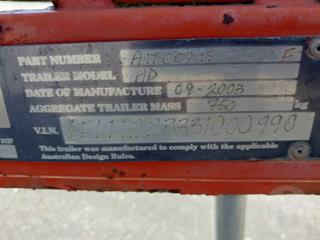 PART NUMBER F
TRAILER MODEL HD
DATE OF MANUFACTURE 09-2003
AGGREGATE TRAILER MASS 750 kg
V.I.N.
This trailer was manufactured to comply with the applicable
Australian Design Rules.